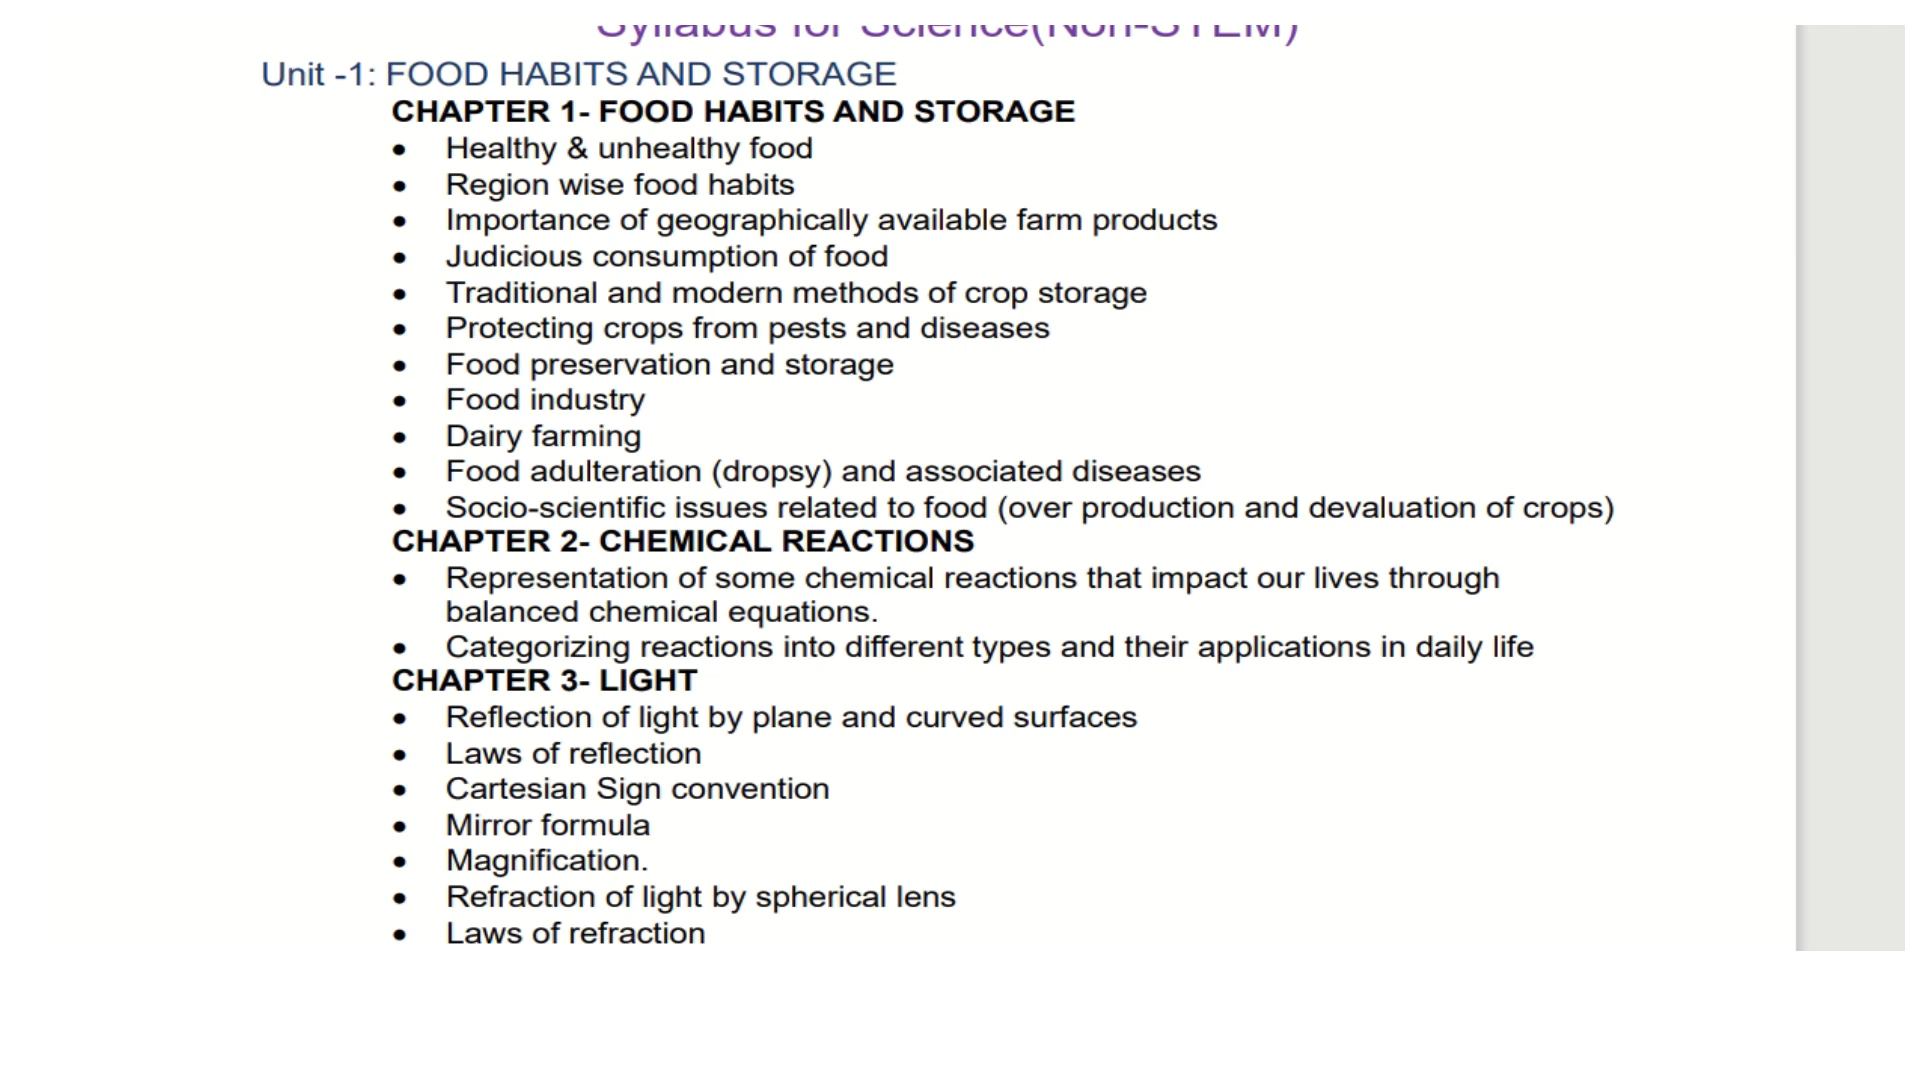 Syllabus for Science(Non-STEM)
Unit -1: FOOD HABITS AND STORAGE
CHAPTER 1- FOOD HABITS AND STORAGE
• Healthy & unhealthy food
• Region wise food habits
• Importance of geographically available farm products
• Judicious consumption of food
• Traditional and modern methods of crop storage
• Protecting crops from pests and diseases
• Food preservation and storage
• Food industry
• Dairy farming
• Food adulteration (dropsy) and associated diseases
• Socio-scientific issues related to food (over production and devaluation of crops)
CHAPTER 2- CHEMICAL REACTIONS
• Representation of some chemical reactions that impact our lives through
balanced chemical equations.
• Categorizing reactions into different types and their applications in daily life
CHAPTER 3- LIGHT
• Reflection of light by plane and curved surfaces
• Laws of reflection
• Cartesian Sign convention
• Mirror formula
• Magnification.
• Refraction of light by spherical lens
• Laws of refraction